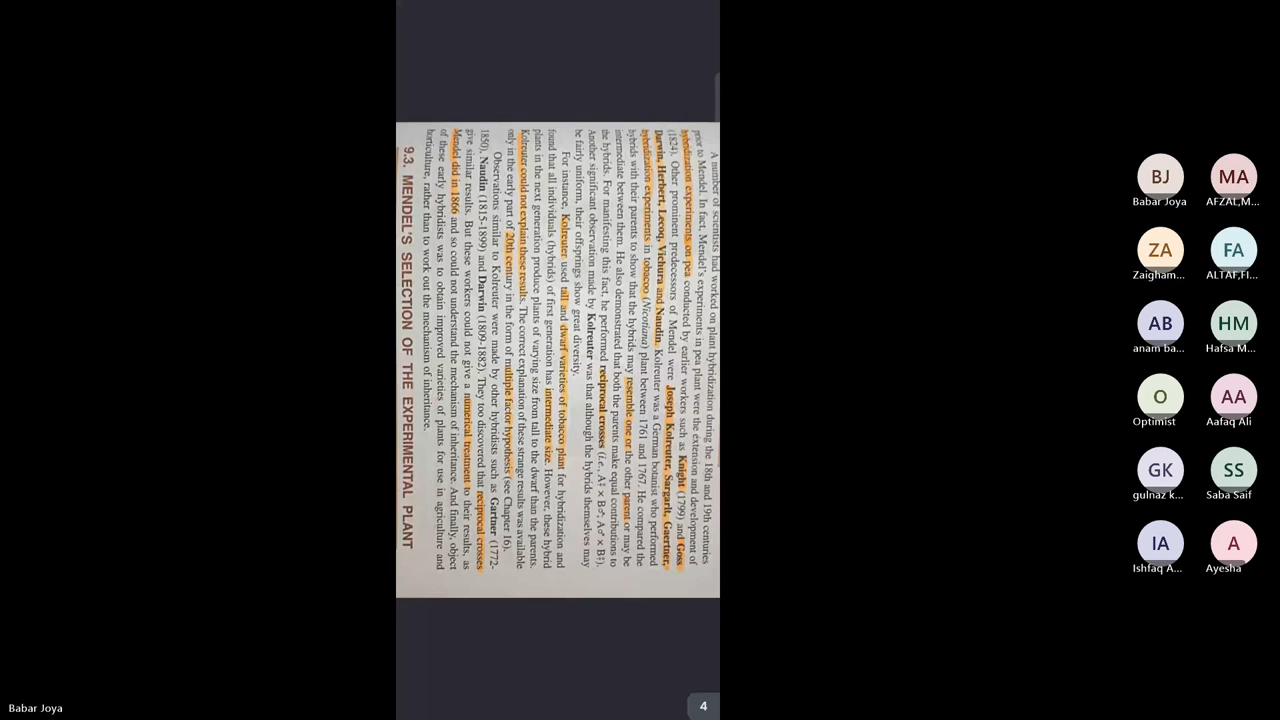 A number of scientists had worked on plant hybridization during the 18th and 19th centuries
prior to Mendel. In fact, Mendel's experiments in pea plant were the extension and development of
hybridization experiments on pea conducted by earlier workers such as Knight (1799) and Goss
(1824). Other prominent predecessors of Mendel were Joseph Kolreuter, Sargarlt, Gaertner,
Darwin, Herbert, Lecoq, Vichura and Naudin. Kolreuter was a German botanist who performed
hybridization experiments in tobacoo (Nicotiana) plant between 1761 and 1767. He compared the
hybrids with their parents to show that the hybrids may resemble one or the other parent or may be
intermediate between them. He also demonstrated that both the parents make equal contributions to
the hybrids. For manifesting this fact, he performed reciprocal crosses (i.e., A♀ × B♂; A♂ × B♀).
Another significant observation made by Kolreuter was that although the hybrids themselves may
be fairly uniform, their offsprings show great diversity.
For instance, Kolreuter used tall and dwarf varieties of tobacco plant for hybridization and
found that all individuals (hybrids) of first generation has intermediate size. However, these hybrid
plants in the next generation produce plants of varying size from tall to the dwarf than the parents.
Kolreuter could not explain these results. The correct explanation of these strange results was available
only in the early part of 20th century in the form of multiple factor hypothesis (see Chapter 16).
Observations similar to Kolreuter were made by other hybridists such as Gartner (1772-
1850), Naudin (1815-1899) and Darwin (1809-1882). They too discovered that reciprocal crosses
give similar results. But these workers could not give a numerical treatment to their results, as
Mendel did in 1866 and so could not understand the mechanism of inheritance. And finally, object
of these early hybridists was to obtain improved varieties of plants for use in agriculture and
horticulture, rather than to work out the mechanism of inheritance.
9.3. MENDEL'S SELECTION OF THE EXPERIMENTAL PLANT
4
BJ MA
Babar Joya AFZAL,M...
ZA FA
Zaigham... ALTAF,FI...
AB HM
anam ba... Hafsa M...
O AA
Optimist Aafaq Ali
GK SS
gulnaz k... Saba Saif
IA A
Ishfaq A... Ayesha
Babar Joya